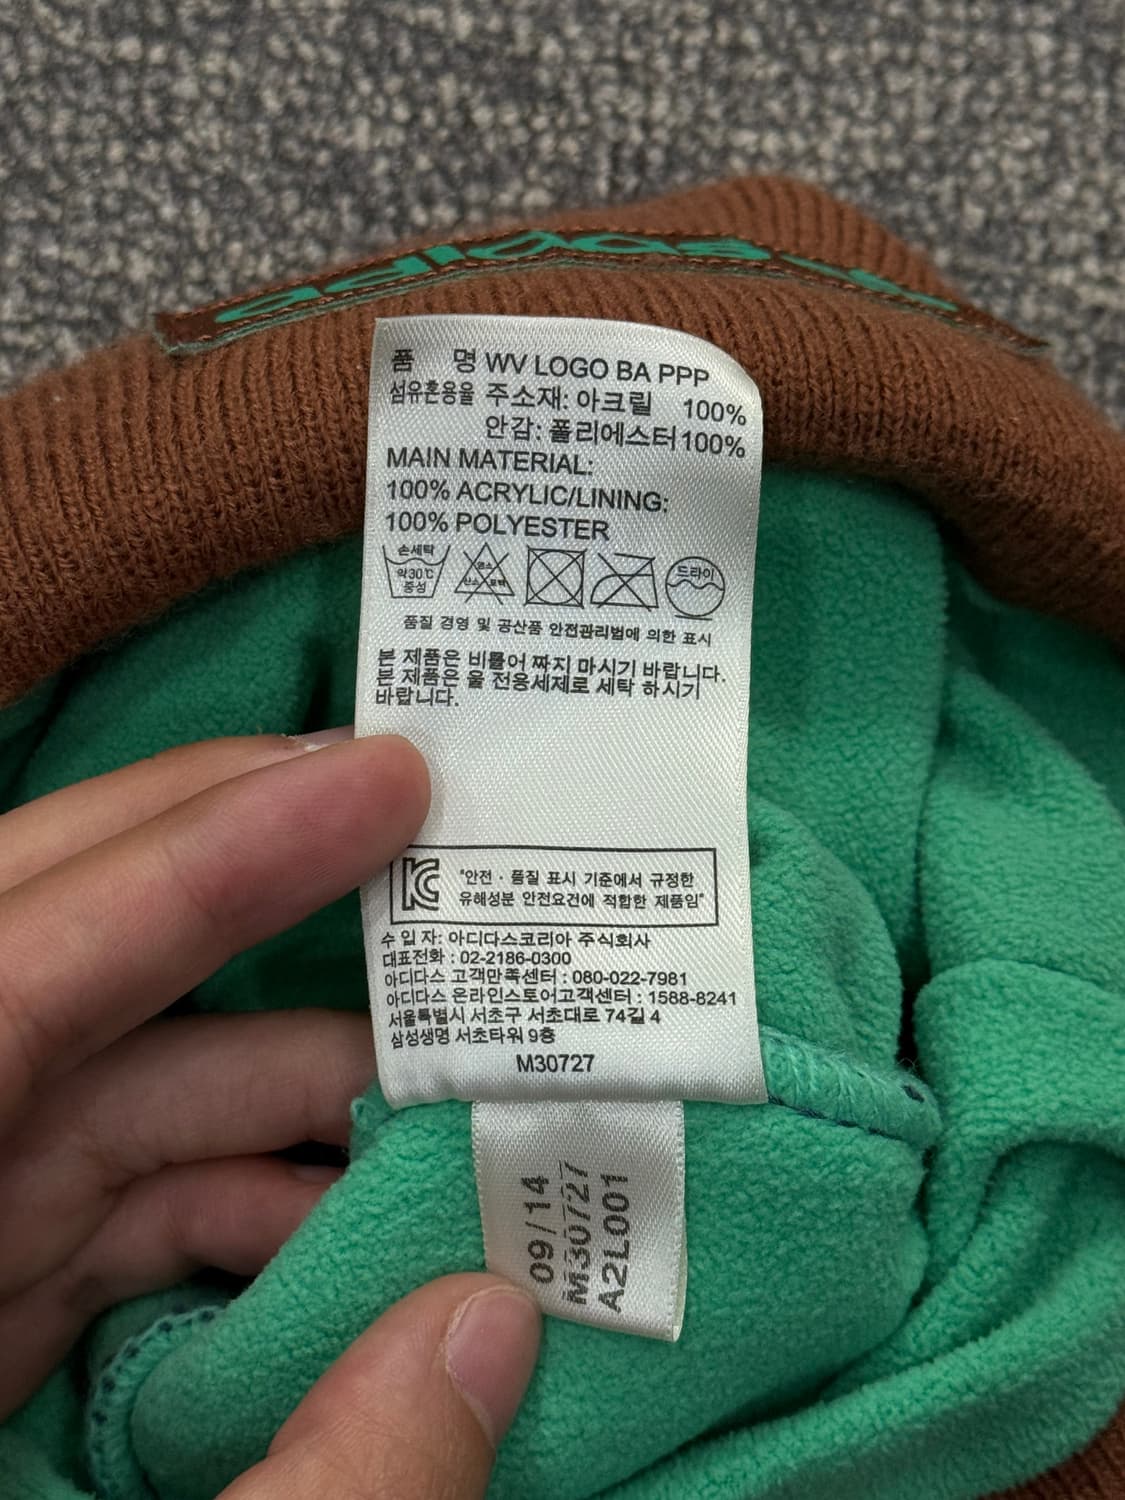 adidas
품 명 WV LOGO BA PPP
섬유혼용율 주소재: 아크릴 100%
안감: 폴리에스터100%
MAIN MATERIAL:
100% ACRYLIC/LINING:
100% POLYESTER
손세탁
약30℃
중성
염소
산소 표백
드라이
품질 경영 및 공산품 안전관리법에 의한 표시
본 제품은 비틀어 짜지 마시기 바랍니다.
본 제품은 울 전용세제로 세탁 하시기
바랍니다.
"안전 · 품질 표시 기준에서 규정한
유해성분 안전요건에 적합한 제품임"
수 입 자: 아디다스코리아 주식회사
대표전화 : 02-2186-0300
아디다스 고객만족센터 : 080-022-7981
아디다스 온라인스토어고객센터 : 1588-8241
서울특별시 서초구 서초대로 74길 4
삼성생명 서초타워 9층
M30727
09/14
M30727
A2L001